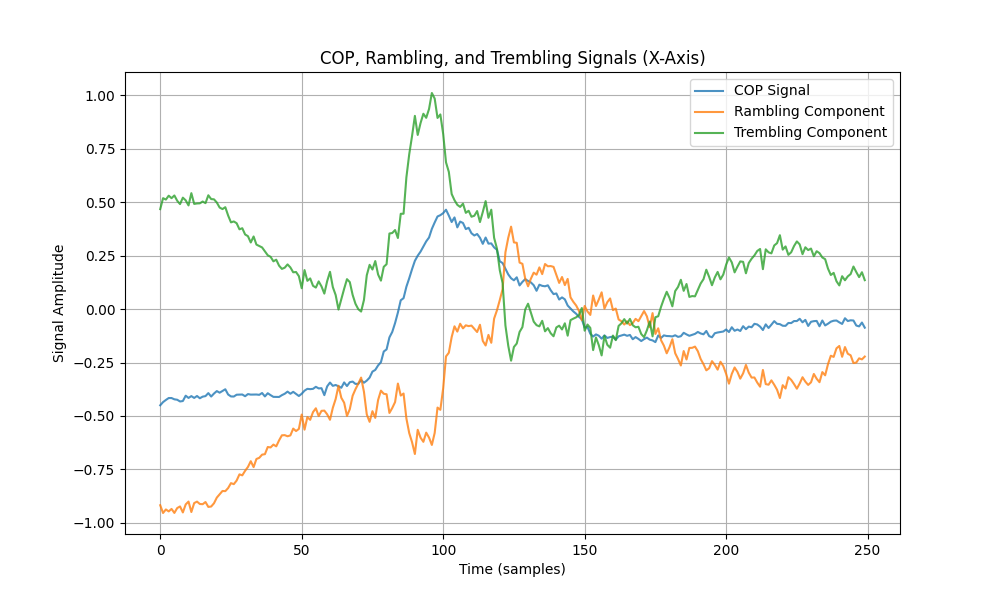 COP, Rambling, and Trembling Signals (X-Axis)
COP Signal
Rambling Component
Trembling Component
Signal Amplitude
1.00
0.75
0.50
0.25
0.00
−0.25
−0.50
−0.75
−1.00
0 50 100 150 200 250
Time (samples)